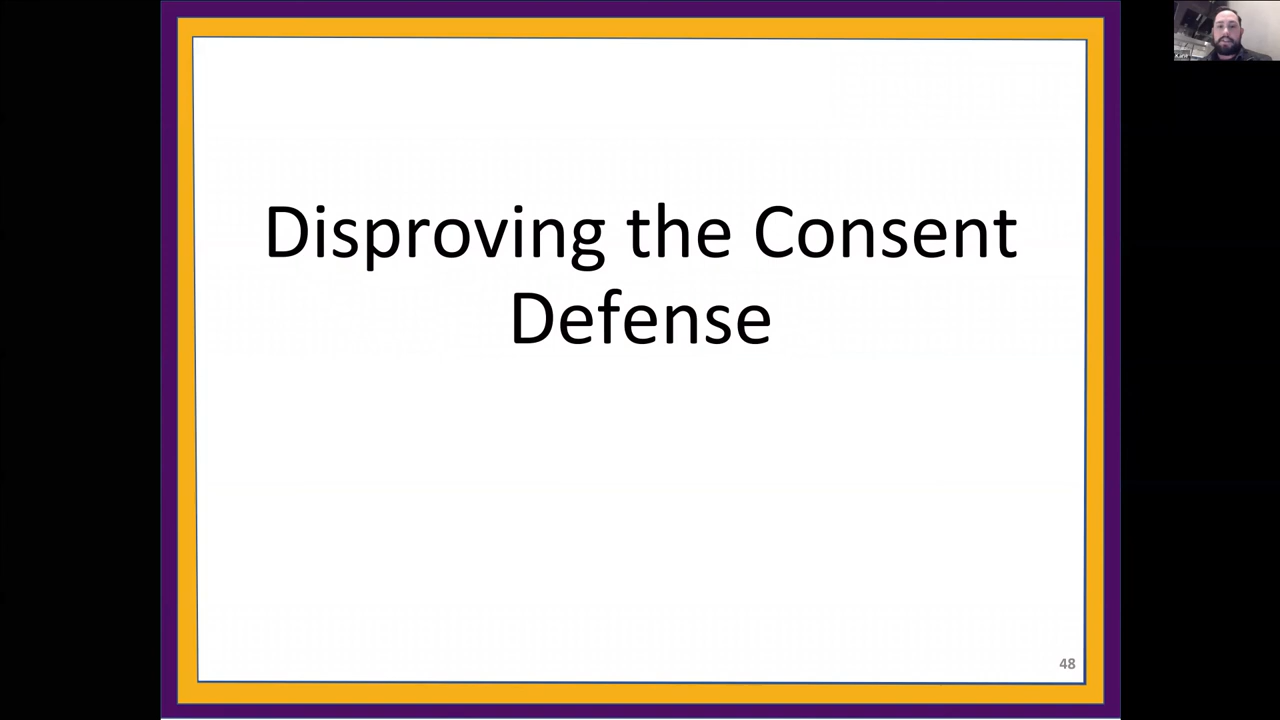 Disproving the Consent
Defense
48